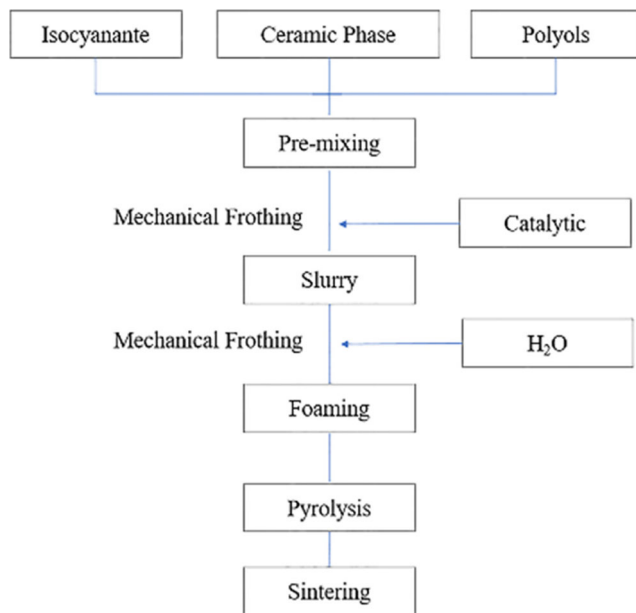 Isocyanante
Ceramic Phase
Polyols
Pre-mixing
Mechanical Frothing
Catalytic
Slurry
Mechanical Frothing
H₂O
Foaming
Pyrolysis
Sintering